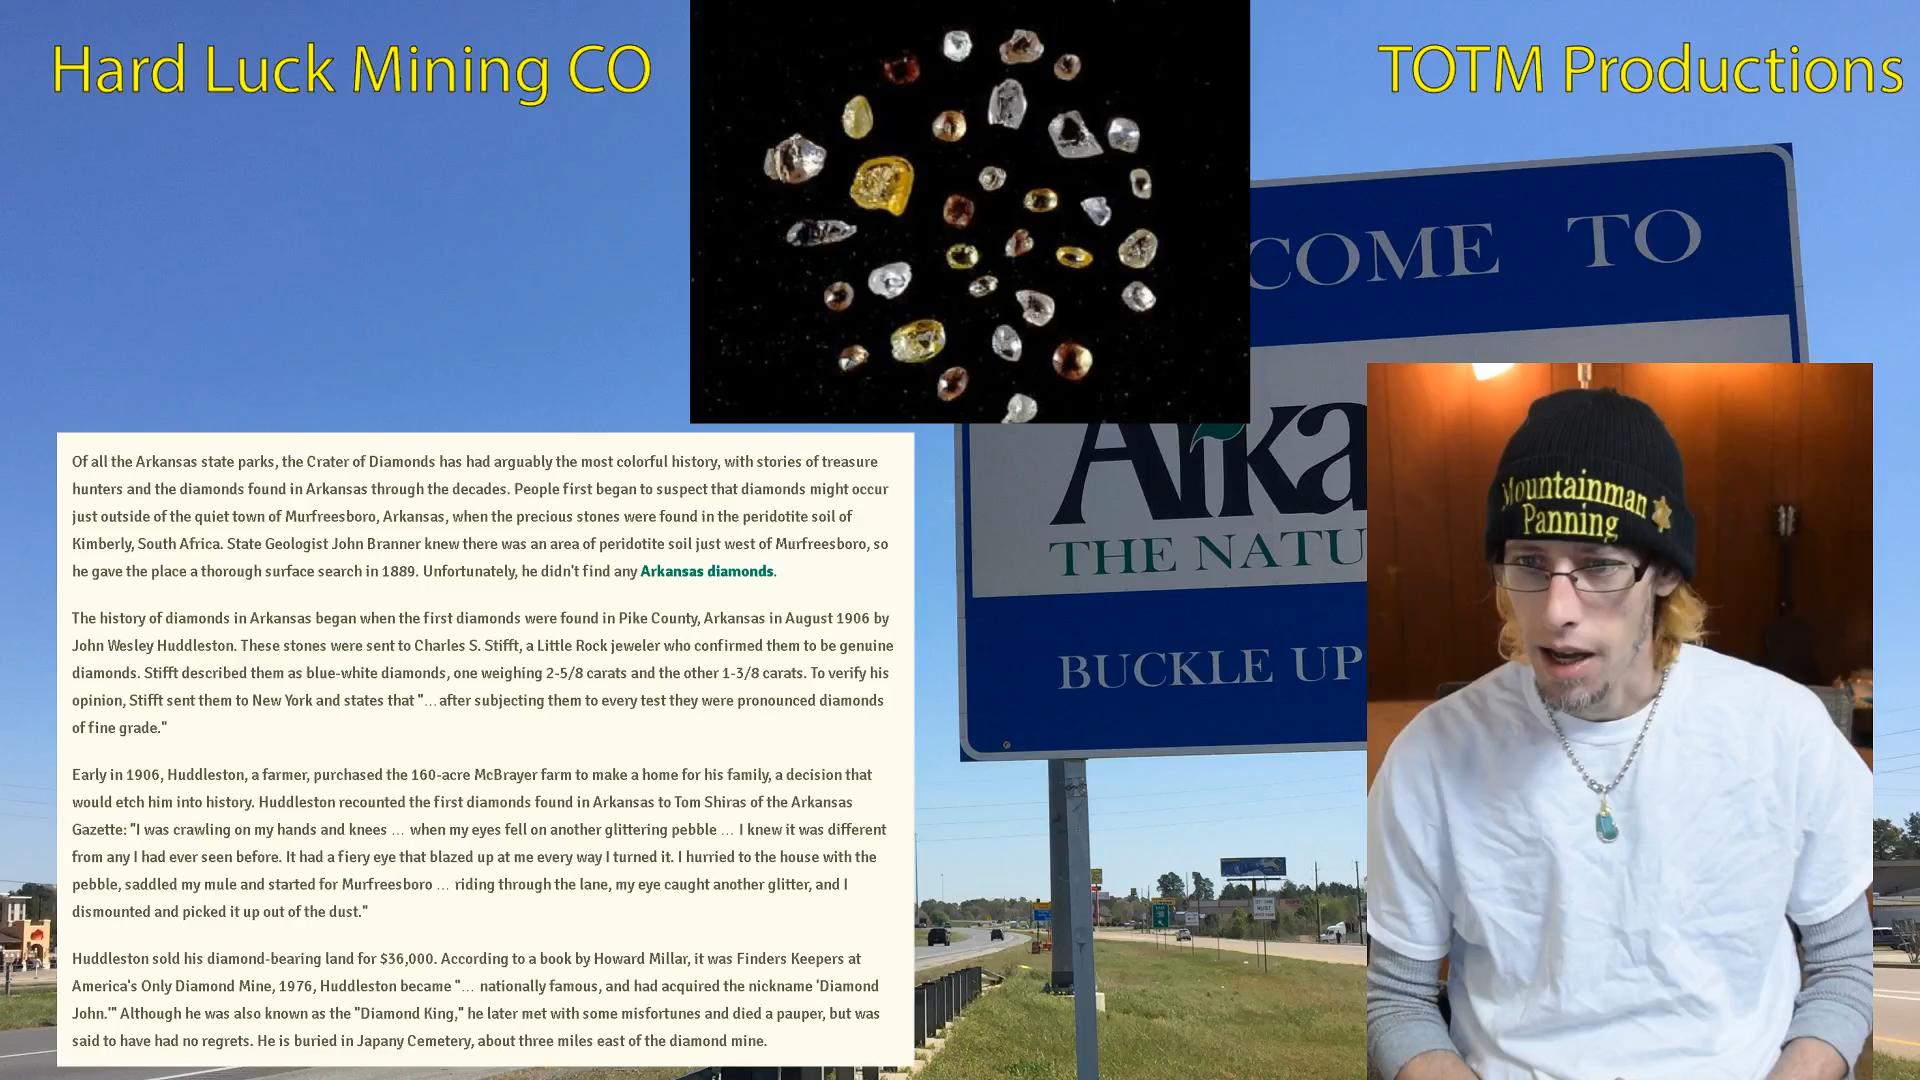 Hard Luck Mining CO
TOTM Productions
COME TO
Arka
THE NATU
BUCKLE UP
Mountainman
Panning
Of all the Arkansas state parks, the Crater of Diamonds has had arguably the most colorful history, with stories of treasure
hunters and the diamonds found in Arkansas through the decades. People first began to suspect that diamonds might occur
just outside of the quiet town of Murfreesboro, Arkansas, when the precious stones were found in the peridotite soil of
Kimberly, South Africa. State Geologist John Branner knew there was an area of peridotite soil just west of Murfreesboro, so
he gave the place a thorough surface search in 1889. Unfortunately, he didn't find any Arkansas diamonds.
The history of diamonds in Arkansas began when the first diamonds were found in Pike County, Arkansas in August 1906 by
John Wesley Huddleston. These stones were sent to Charles S. Stifft, a Little Rock jeweler who confirmed them to be genuine
diamonds. Stifft described them as blue-white diamonds, one weighing 2-5/8 carats and the other 1-3/8 carats. To verify his
opinion, Stifft sent them to New York and states that "...after subjecting them to every test they were pronounced diamonds
of fine grade."
Early in 1906, Huddleston, a farmer, purchased the 160-acre McBrayer farm to make a home for his family, a decision that
would etch him into history. Huddleston recounted the first diamonds found in Arkansas to Tom Shiras of the Arkansas
Gazette: "I was crawling on my hands and knees ... when my eyes fell on another glittering pebble ... I knew it was different
from any I had ever seen before. It had a fiery eye that blazed up at me every way I turned it. I hurried to the house with the
pebble, saddled my mule and started for Murfreesboro ... riding through the lane, my eye caught another glitter, and I
dismounted and picked it up out of the dust."
Huddleston sold his diamond-bearing land for $36,000. According to a book by Howard Millar, it was Finders Keepers at
America's Only Diamond Mine, 1976, Huddleston became "... nationally famous, and had acquired the nickname 'Diamond
John.'" Although he was also known as the "Diamond King," he later met with some misfortunes and died a pauper, but was
said to have had no regrets. He is buried in Japany Cemetery, about three miles east of the diamond mine.